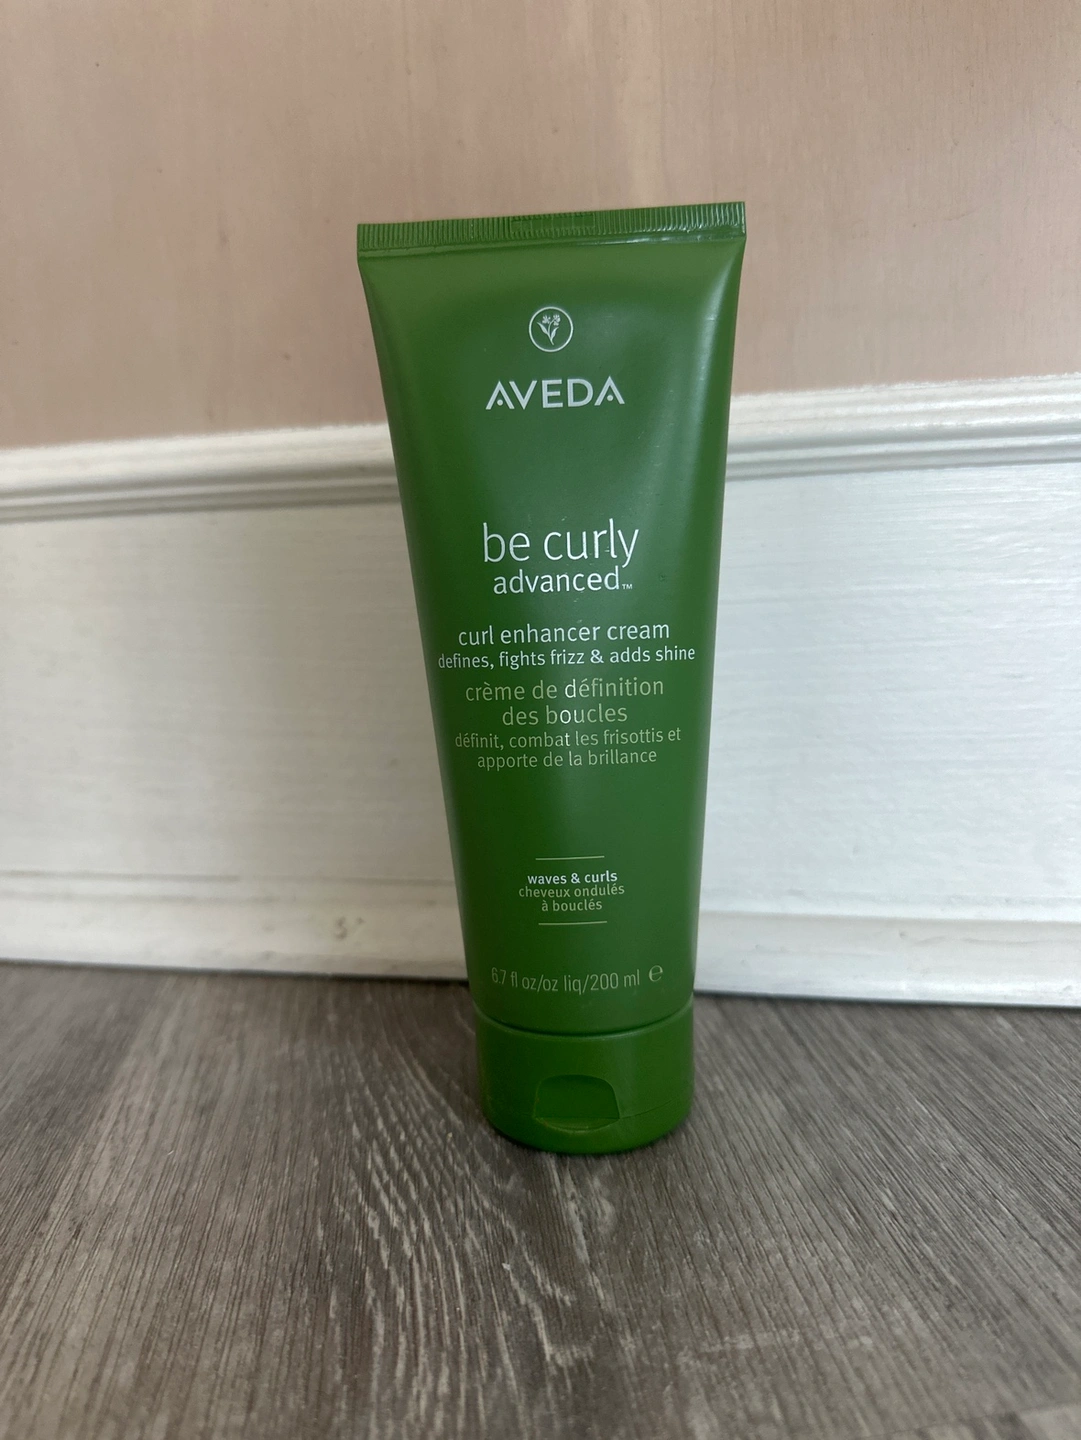 AVEDA
be curly
advanced™
curl enhancer cream
defines, fights frizz & adds shine
crème de définition
des boucles
définit, combat les frisottis et
apporte de la brillance
waves & curls
cheveux ondulés
à bouclés
6.7 fl oz/oz liq/200 ml ℮